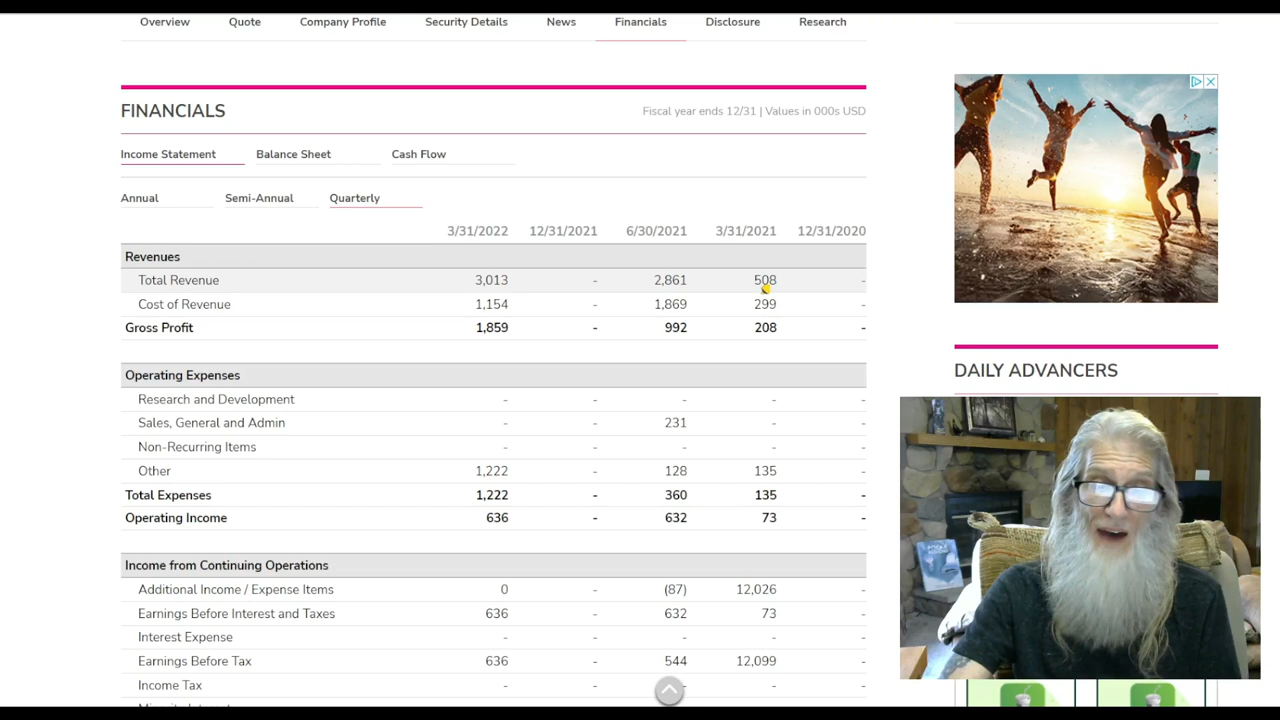 Overview Quote Company Profile Security Details News Financials Disclosure Research
FINANCIALS
Fiscal year ends 12/31 | Values in 000s USD
Income Statement Balance Sheet Cash Flow
Annual Semi-Annual Quarterly
3/31/2022 12/31/2021 6/30/2021 3/31/2021 12/31/2020
Revenues
Total Revenue 3,013 - 2,861 508 -
Cost of Revenue 1,154 - 1,869 299 -
Gross Profit 1,859 - 992 208 -
Operating Expenses
Research and Development - - - - -
Sales, General and Admin - - 231 - -
Non-Recurring Items - - - - -
Other 1,222 - 128 135 -
Total Expenses 1,222 - 360 135 -
Operating Income 636 - 632 73 -
Income from Continuing Operations
Additional Income / Expense Items 0 - (87) 12,026 -
Earnings Before Interest and Taxes 636 - 632 73 -
Interest Expense - - - - -
Earnings Before Tax 636 - 544 12,099 -
Income Tax - - - - -
DAILY ADVANCERS